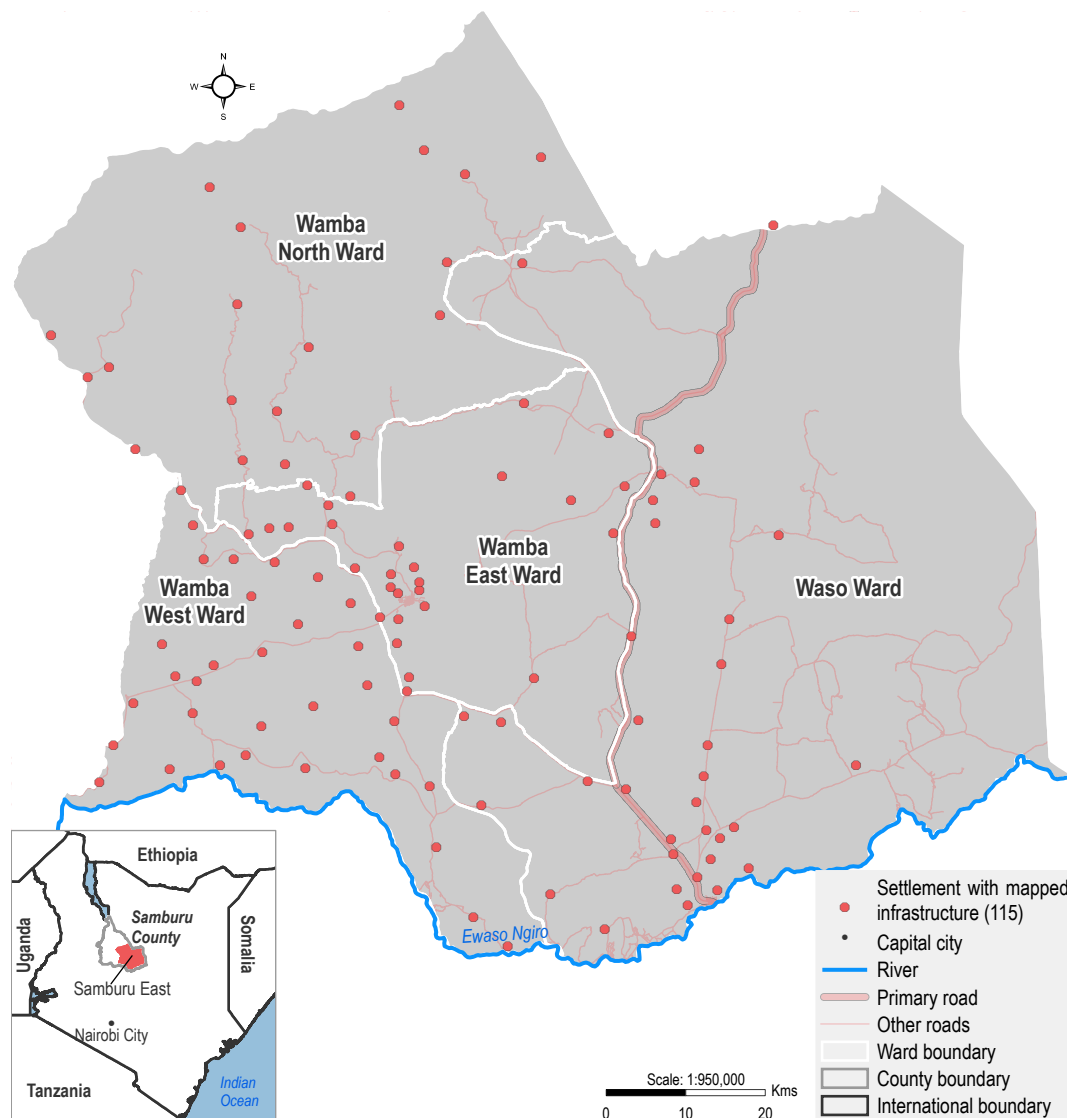 N
W
E
S
Wamba
North Ward
Wamba
East Ward
Wamba
West Ward
Waso Ward
Ewaso Ngiro
Ethiopia
Samburu
County
Uganda
Somalia
Samburu East
Nairobi City
Tanzania
Indian
Ocean
Settlement with mapped
infrastructure (115)
Capital city
River
Primary road
Other roads
Ward boundary
County boundary
International boundary
Scale: 1:950,000
Kms
0 10 20